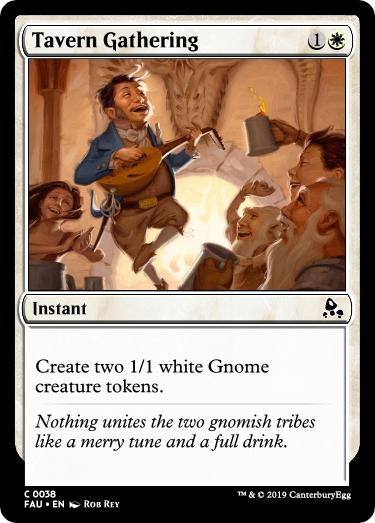 Tavern Gathering 1
Instant
Create two 1/1 white Gnome
creature tokens.
Nothing unites the two gnomish tribes
like a merry tune and a full drink.
C 0038
FAU • EN Rob Rey
™ & © 2019 CanterburyEgg